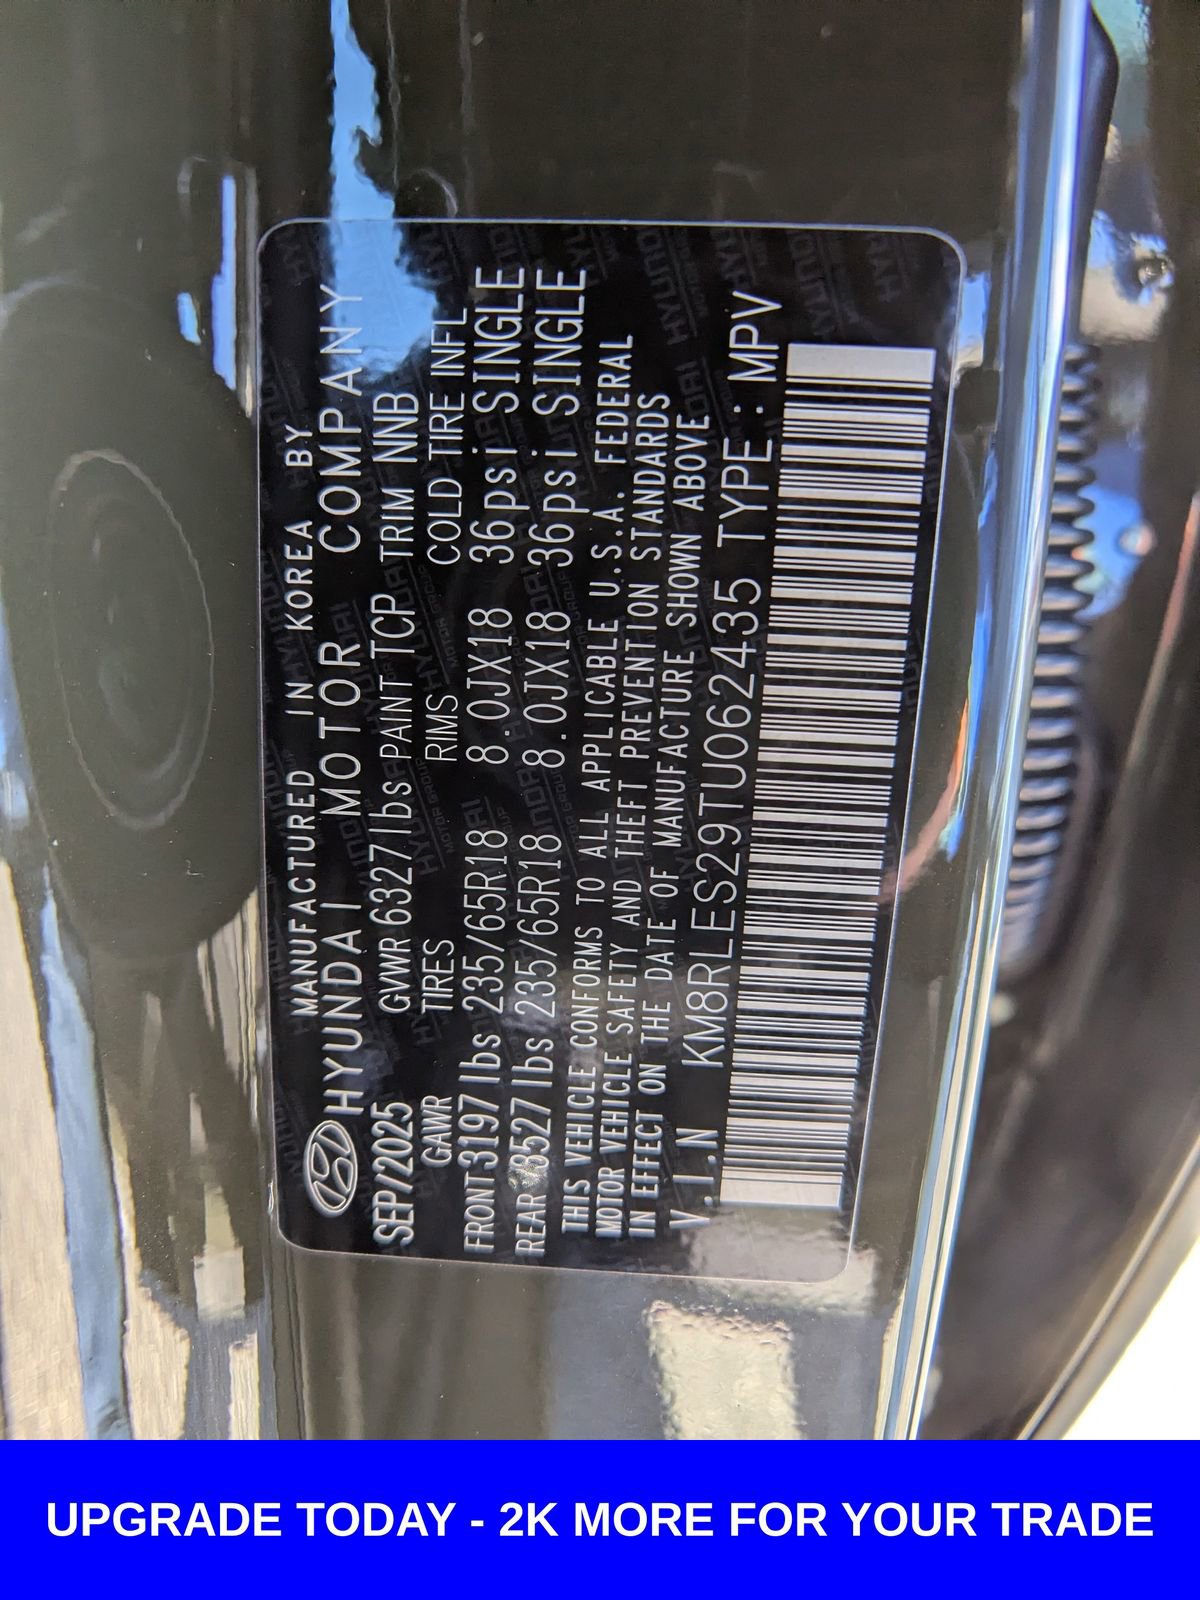 MANUFACTURED IN KOREA BY
HYUNDAI MOTOR COMPANY
SEP/2025 GVWR 6327lbs PAINT TCP TRIM NNB
GAWR TIRES RIMS COLD TIRE INFL
FRONT 3197lbs 235/65R18 8.0JX18 36psi SINGLE
REAR 3527lbs 235/65R18 8.0JX18 36psi SINGLE
THIS VEHICLE CONFORMS TO ALL APPLICABLE U.S.A. FEDERAL
MOTOR VEHICLE SAFETY AND THEFT PREVENTION STANDARDS
IN EFFECT ON THE DATE OF MANUFACTURE SHOWN ABOVE
V.I.N KM8RLES29TU062435 TYPE : MPV
UPGRADE TODAY - 2K MORE FOR YOUR TRADE